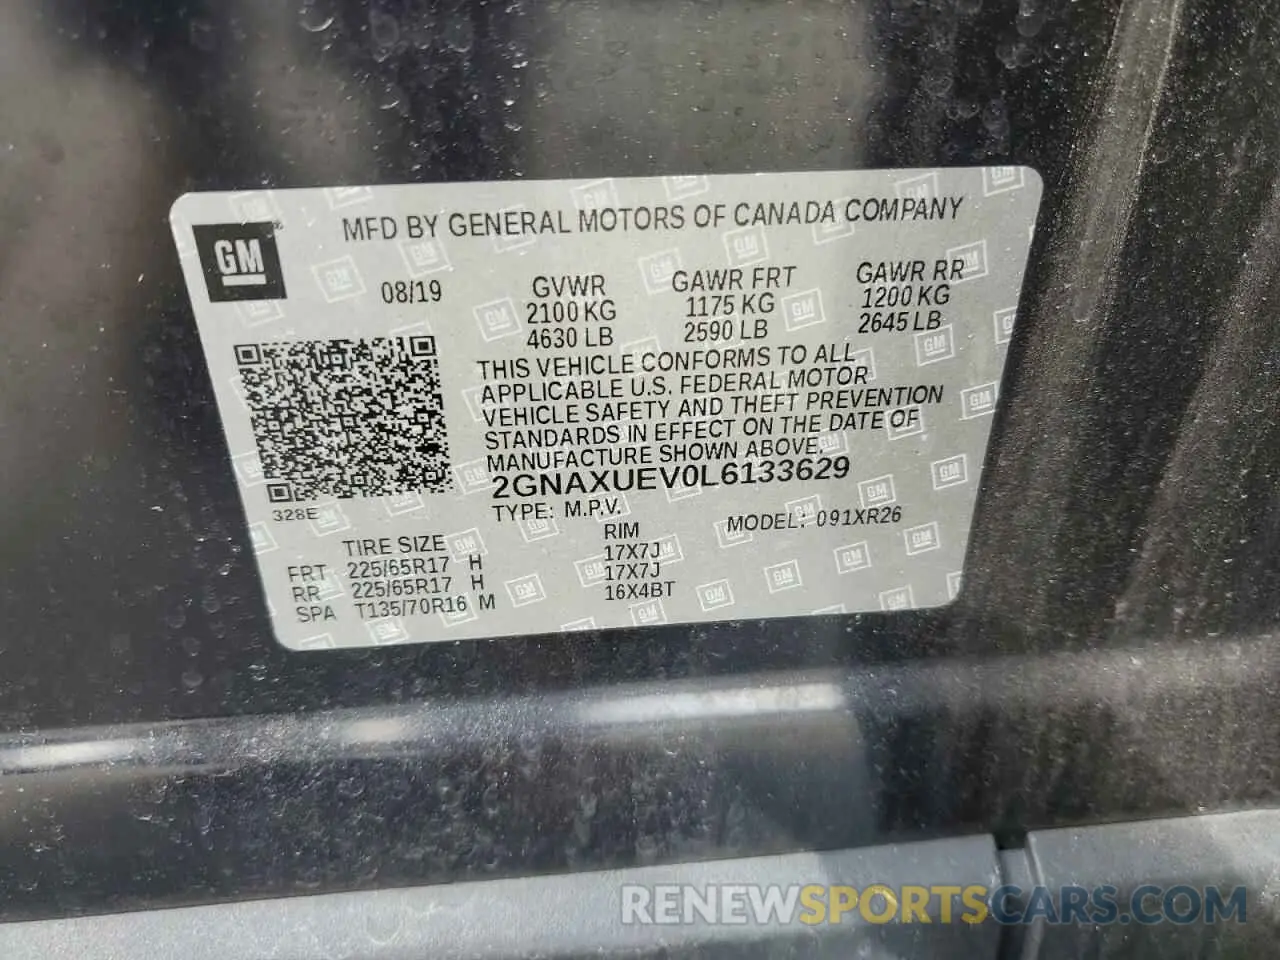 GM
MFD BY GENERAL MOTORS OF CANADA COMPANY
08/19
GVWR
2100 KG
4630 LB
GAWR FRT
1175 KG
2590 LB
GAWR RR
1200 KG
2645 LB
THIS VEHICLE CONFORMS TO ALL
APPLICABLE U.S. FEDERAL MOTOR
VEHICLE SAFETY AND THEFT PREVENTION
STANDARDS IN EFFECT ON THE DATE OF
MANUFACTURE SHOWN ABOVE.
2GNAXUEV0L6133629
328E
TYPE: M.P.V.
MODEL: 091XR26
TIRE SIZE RIM
FRT 225/65R17 H 17X7J
RR 225/65R17 H 17X7J
SPA T135/70R16 M 16X4BT
RENEWSPORTSCARS.COM